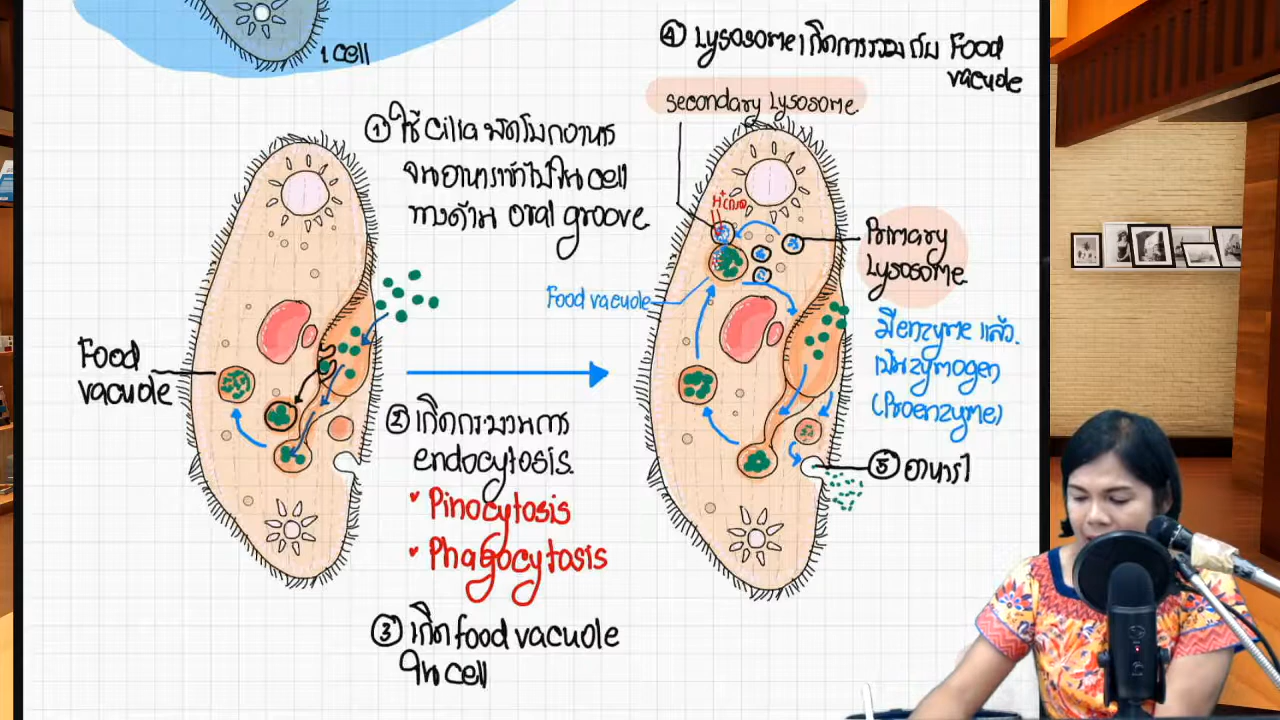 1 cell
④ Lysosome เกิดการรวมกับ Food
vacuole
secondary Lysosome
① ใช้ cilia พัดโบกอาหาร
จนอาหารเข้าไปใน cell
ทางด้าน oral groove
H⁺
Primary
Lysosome
Food vacuole
มี enzyme แล้ว
เป็น zymogen
(Proenzyme)
Food
vacuole
② เกิดกระบวนการ
endocytosis
• Pinocytosis
• Phagocytosis
⑤ อาหารใ
③ เกิด food vacuole
ใน cell